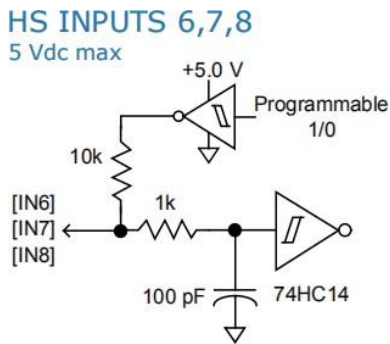 HS INPUTS 6,7,8
5 Vdc max
+5.0 V
Programmable
1/0
10k
[IN6]
[IN7]
[IN8]
1k
100 pF
74HC14